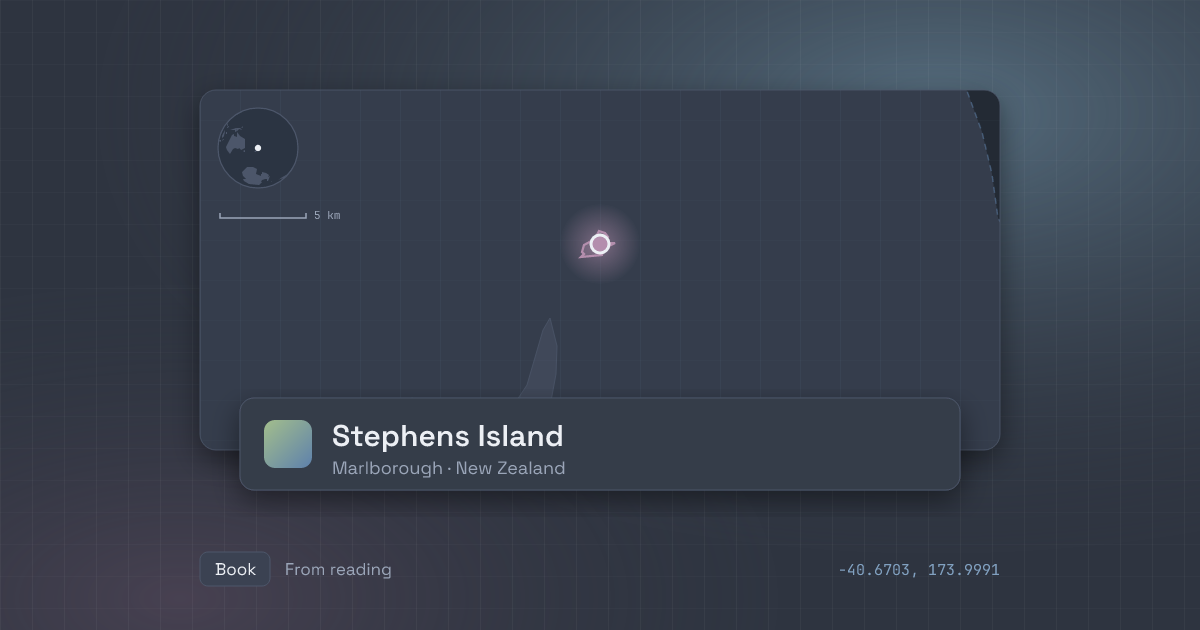 5 km
Stephens Island
Marlborough · New Zealand
Book
From reading
-40.6703, 173.9991